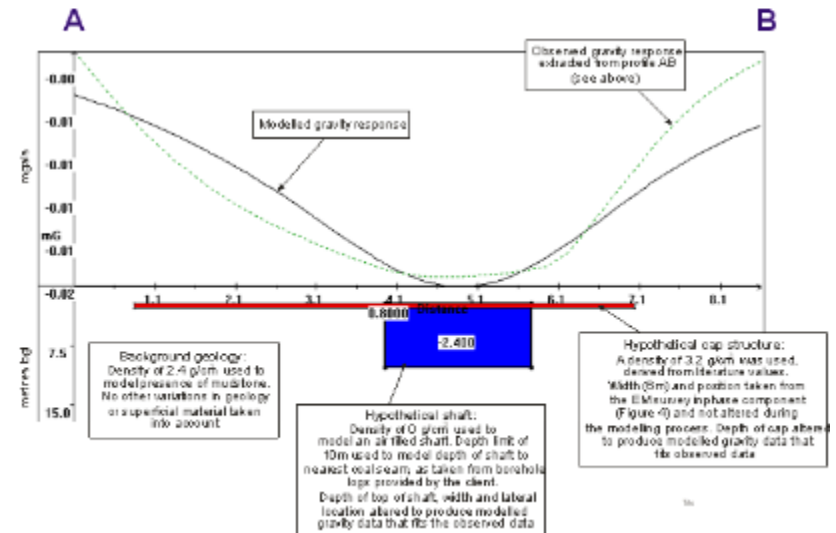 A
B
-0.00
-0.01
-0.01
-0.01
-0.01
-0.02
mgals
mG
Modelled gravity response
Observed gravity response
extracted from profile AB
(see above)
1.1
2.1
3.1
4.1
5.1
6.1
7.1
8.1
Distance
0.8000
-2.400
metres bgl
7.5
15.0
Background geology:
Density of 2.4 g/cm used to
model presence of mudstone.
No other variations in geology
or superficial material taken
into account
Hypothetical shaft:
Density of 0 g/cm used to
model an air filled shaft. Depth limit of
10m used to model depth of shaft to
nearest coal seam, as taken from borehole
logs provided by the client.
Depth of top of shaft, width and lateral
location altered to produce modelled
gravity data that fits the observed data
Hypothetical cap structure:
A density of 3.2 g/cm was used,
derived from literature values.
Width (6m) and position taken from
the EM survey inphase component
(Figure 4) and not altered during
the modelling process. Depth of cap altered
to produce modelled gravity data that
fits observed data